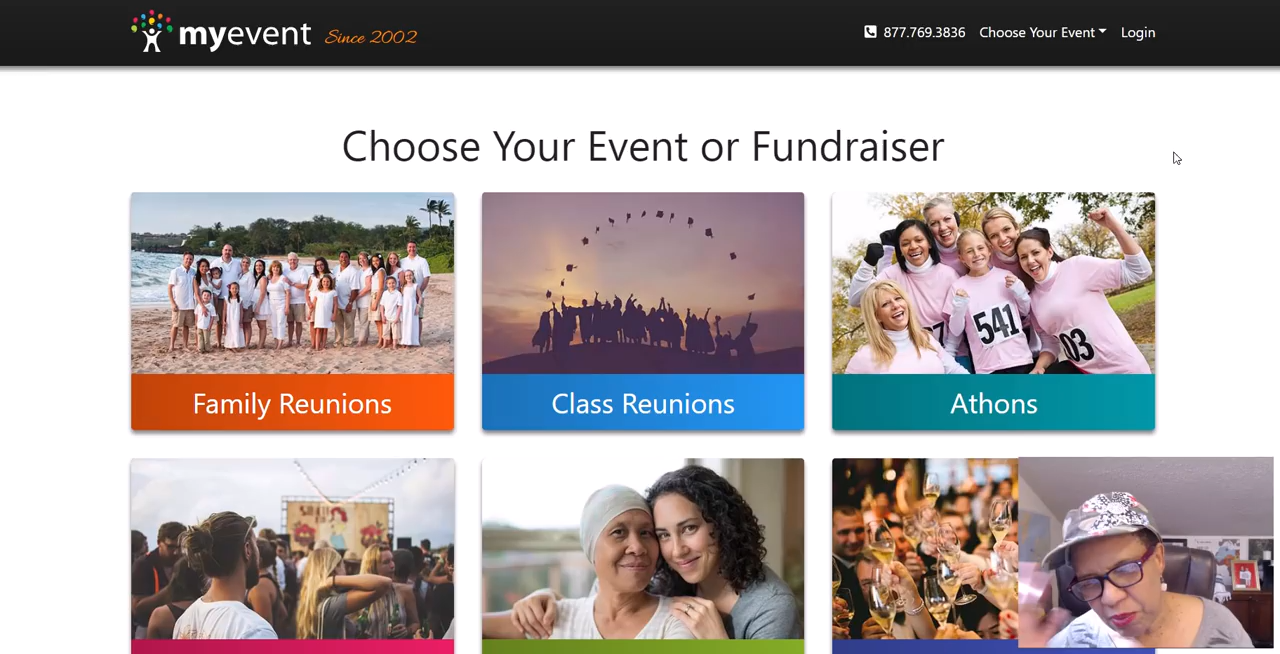 myevent Since 2002
877.769.3836 Choose Your Event Login
Choose Your Event or Fundraiser
541
03
Family Reunions Class Reunions Athons